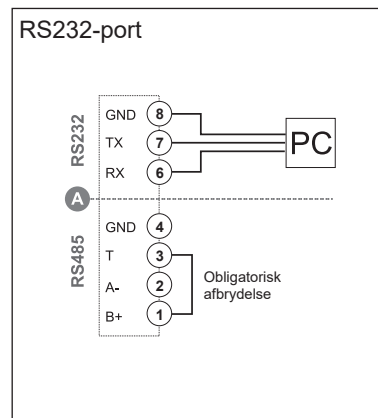 RS232-port
RS232
GND 8
TX 7
RX 6
PC
A
RS485
GND 4
T 3
A- 2
B+ 1
Obligatorisk
afbrydelse